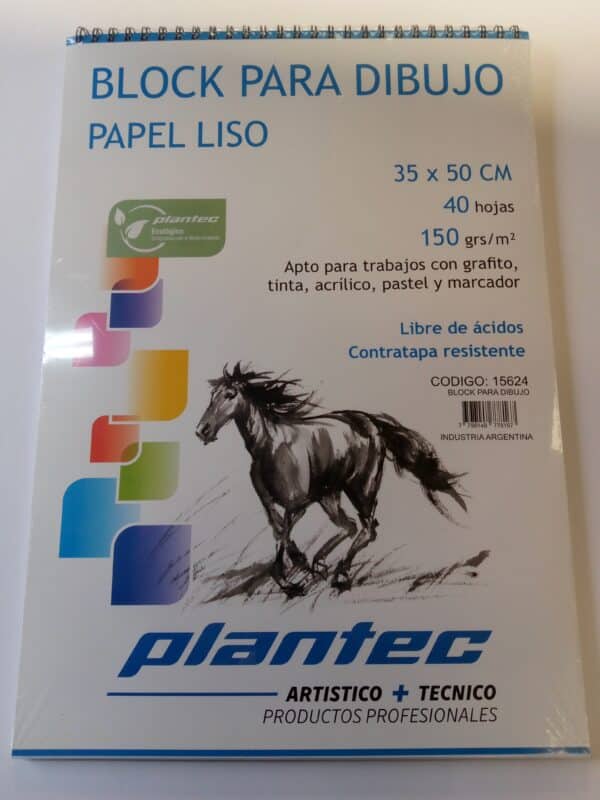 BLOCK PARA DIBUJO
PAPEL LISO
35 x 50 CM
40 hojas
150 grs/m²
plantec
Ecológico
Apto para trabajos con grafito,
tinta, acrílico, pastel y marcador
Libre de ácidos
Contratapa resistente
CODIGO: 15624
BLOCK PARA DIBUJO
INDUSTRIA ARGENTINA
plantec
ARTISTICO + TECNICO
PRODUCTOS PROFESIONALES